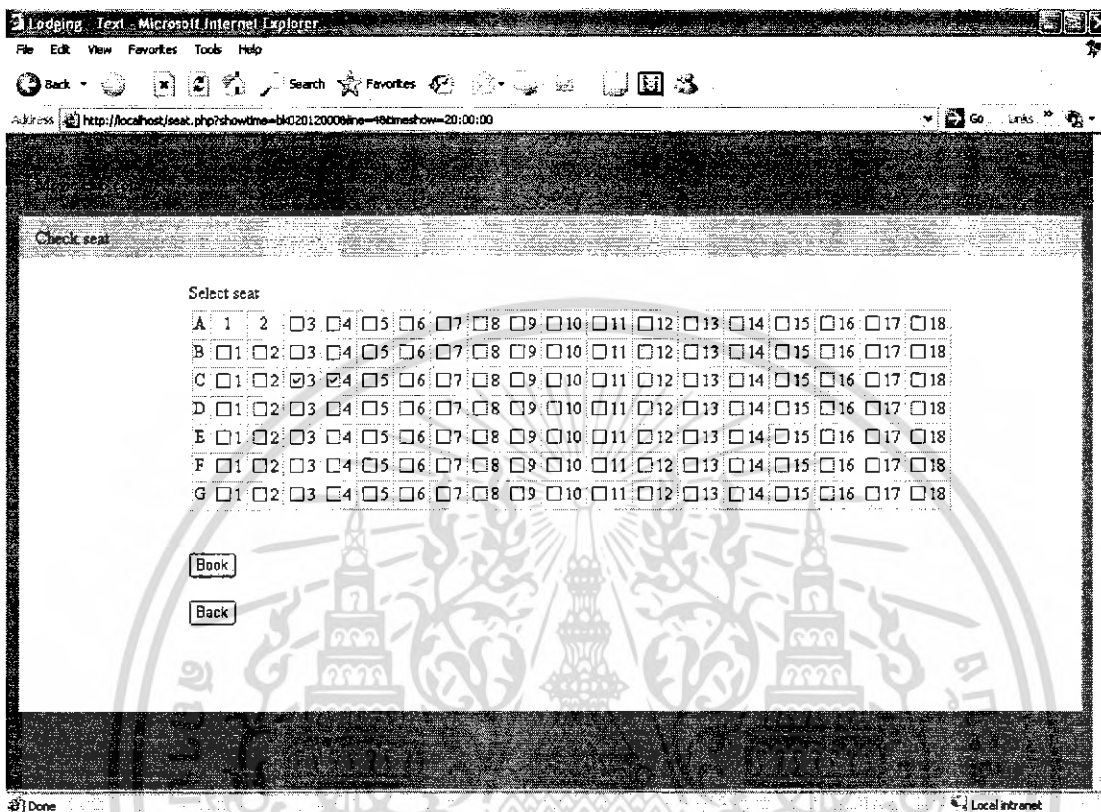 Lodging Text - Microsoft Internet Explorer
File Edit View Favorites Tools Help
Back Search Favorites
Address http://localhost/seat.php?showtime=bk02012000&line=4&timeshow=20:00:00 Go Links »
Check seat
Select seat
A 1 2 3 4 5 6 7 8 9 10 11 12 13 14 15 16 17 18
B 1 2 3 4 5 6 7 8 9 10 11 12 13 14 15 16 17 18
C 1 2 3 4 5 6 7 8 9 10 11 12 13 14 15 16 17 18
D 1 2 3 4 5 6 7 8 9 10 11 12 13 14 15 16 17 18
E 1 2 3 4 5 6 7 8 9 10 11 12 13 14 15 16 17 18
F 1 2 3 4 5 6 7 8 9 10 11 12 13 14 15 16 17 18
G 1 2 3 4 5 6 7 8 9 10 11 12 13 14 15 16 17 18
Book
Back
Done Local intranet